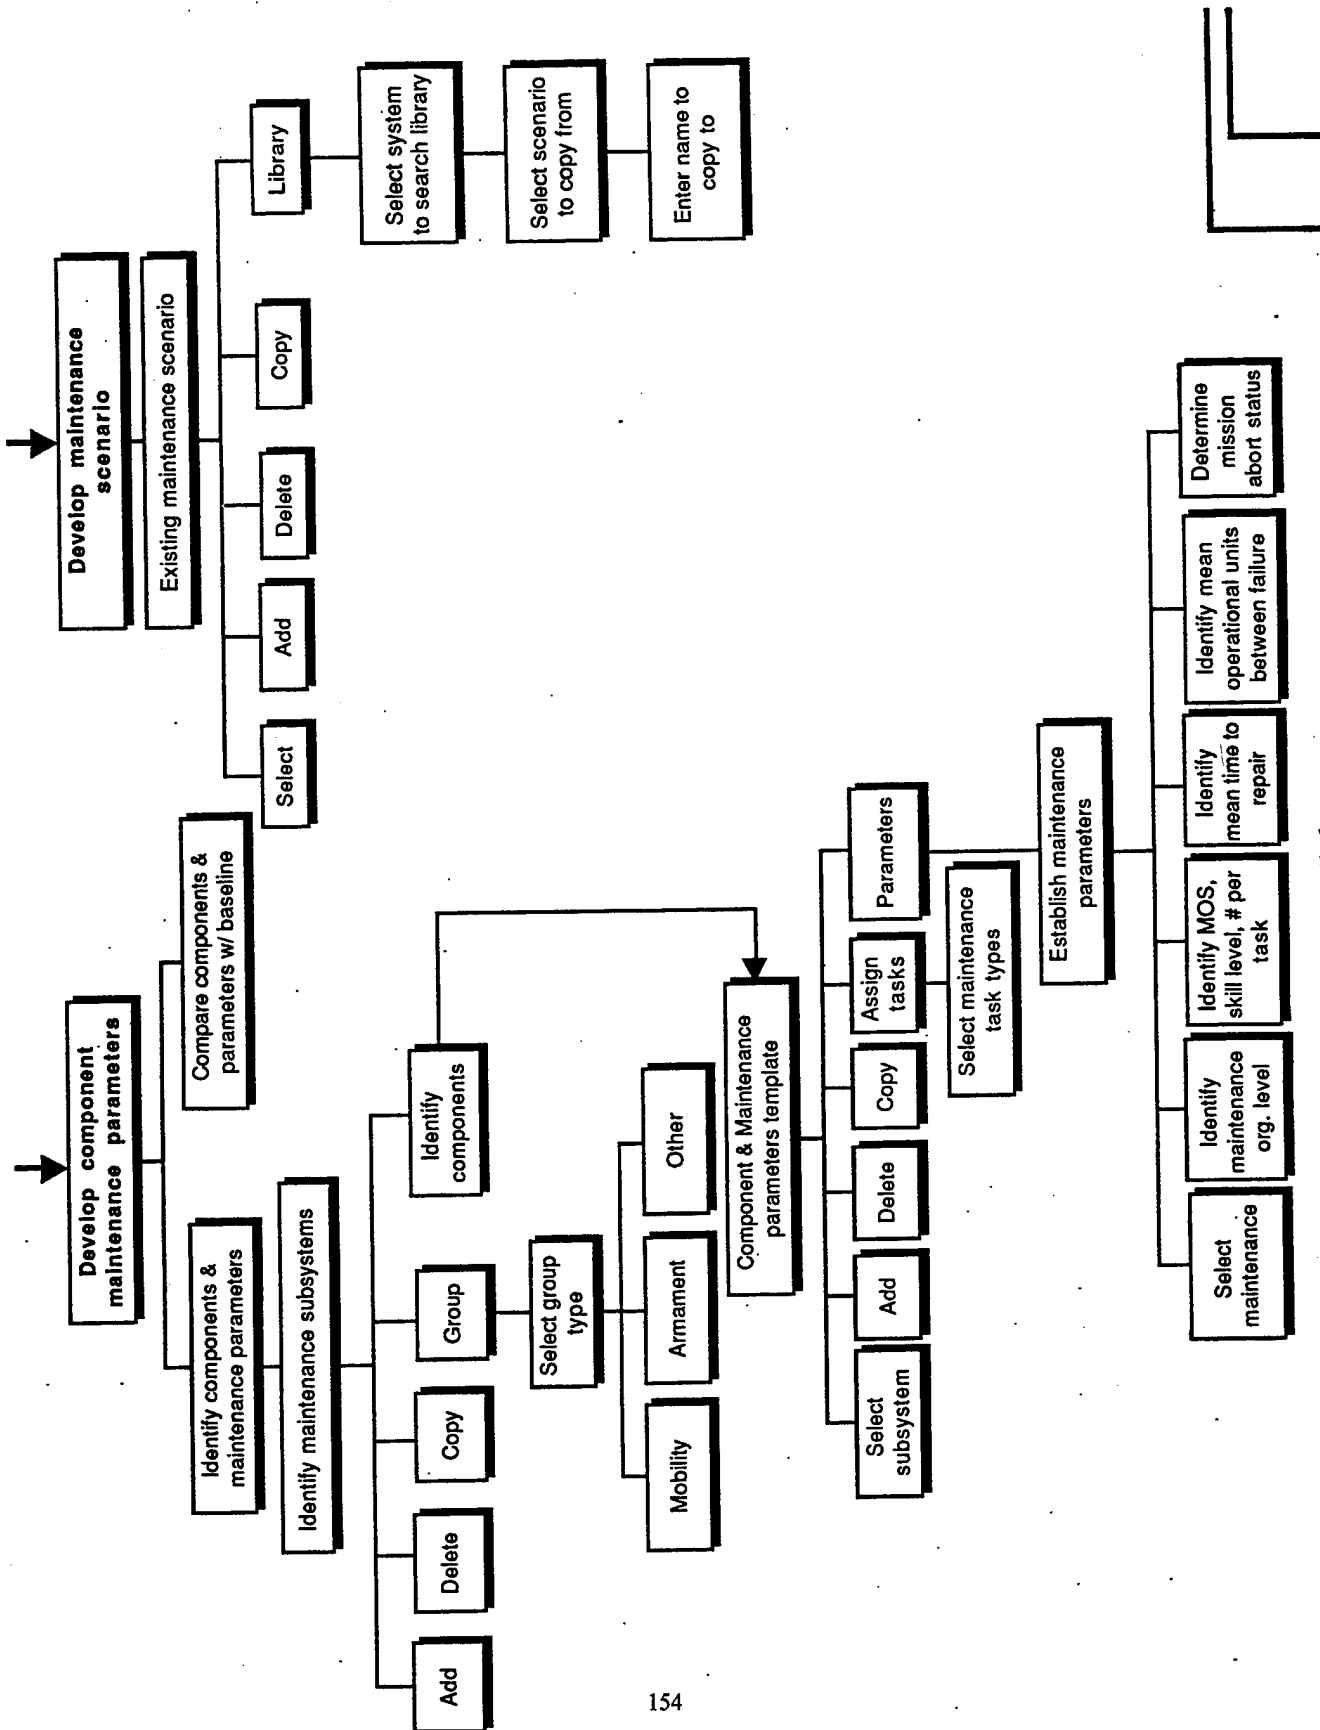 Develop component
maintenance parameters
Identify components &
maintenance parameters
Compare components &
parameters w/ baseline
Identify maintenance subsystems
Add
Delete
Copy
Group
Identify
components
Select group
type
Mobility
Armament
Other
Component & Maintenance
parameters template
Select
subsystem
Add
Delete
Copy
Assign
tasks
Parameters
Select maintenance
task types
Establish maintenance
parameters
Select
maintenance
Identify
maintenance
org. level
Identify MOS,
skill level, # per
task
Identify
mean time to
repair
Identify mean
operational units
between failure
Determine
mission
abort status
Develop maintenance
scenario
Existing maintenance scenario
Select
Add
Delete
Copy
Library
Select system
to search library
Select scenario
to copy from
Enter name to
copy to
154